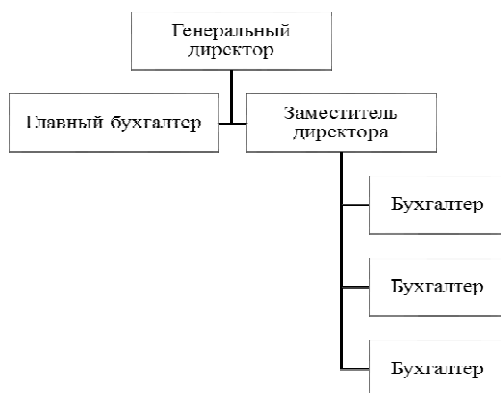 Генеральный
директор
Главный бухгалтер
Заместитель
директора
Бухгалтер
Бухгалтер
Бухгалтер